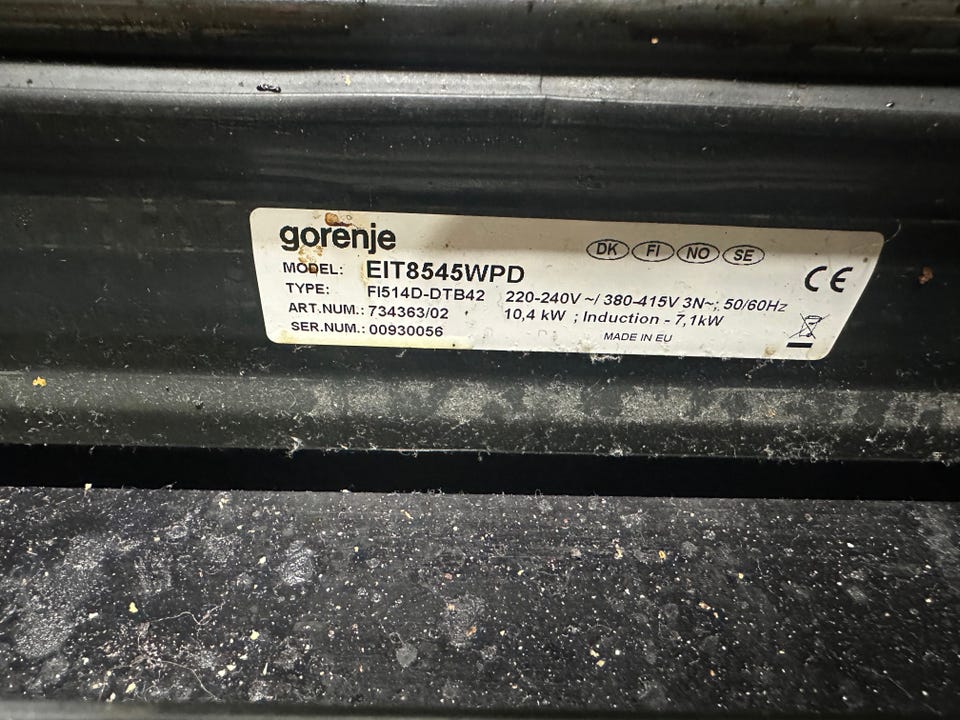 gorenje
DK FI NO SE
MODEL: EIT8545WPD
CE
TYPE: FI514D-DTB42 220-240V ~/ 380-415V 3N~; 50/60Hz
ART.NUM.: 734363/02 10,4 kW ; Induction - 7,1kW
SER.NUM.: 00930056 MADE IN EU